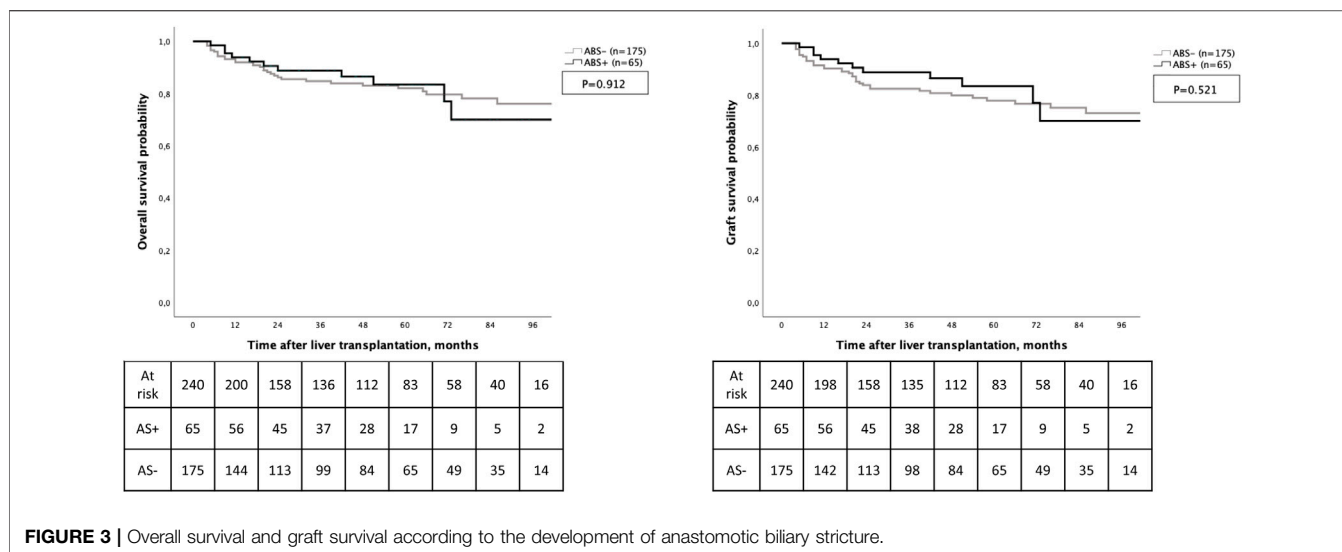 1,0
0,8
0,6
0,4
0,2
0,0
Overall survival probability
ABS- (n=175)
ABS+ (n=65)
P=0.912
0 12 24 36 48 60 72 84 96
Time after liver transplantation, months
At risk 240 200 158 136 112 83 58 40 16
AS+ 65 56 45 37 28 17 9 5 2
AS- 175 144 113 99 84 65 49 35 14
1,0
0,8
0,6
0,4
0,2
0,0
Graft survival probability
ABS- (n=175)
ABS+ (n=65)
P=0.521
0 12 24 36 48 60 72 84 96
Time after liver transplantation, months
At risk 240 198 158 135 112 83 58 40 16
AS+ 65 56 45 38 28 17 9 5 2
AS- 175 142 113 98 84 65 49 35 14
FIGURE 3 | Overall survival and graft survival according to the development of anastomotic biliary stricture.